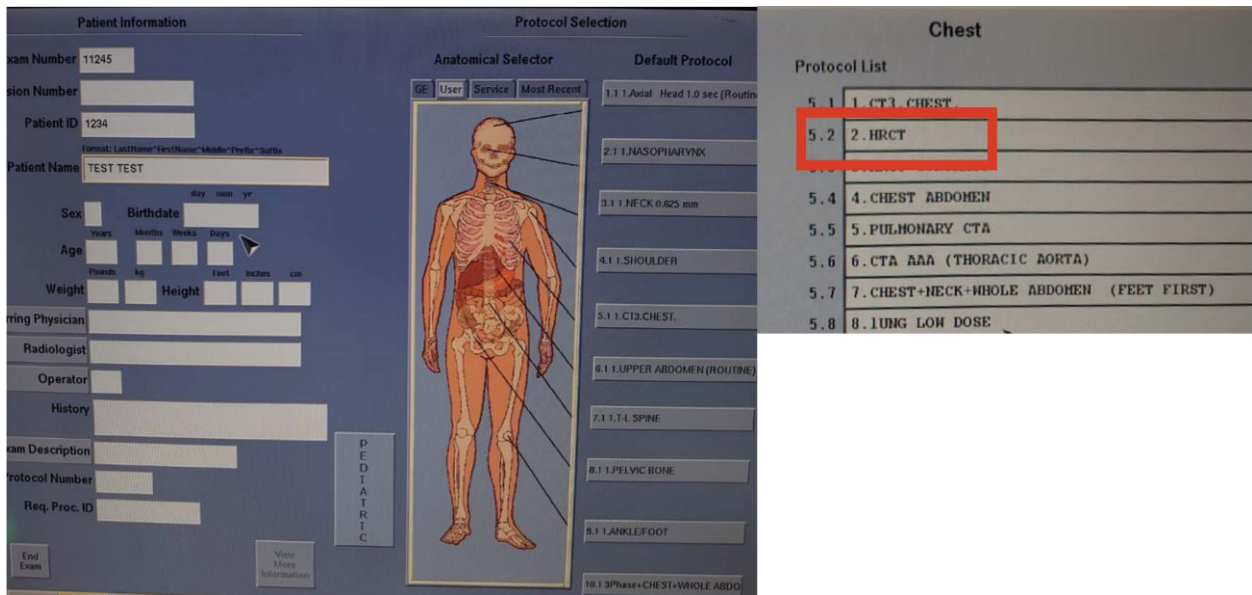 Patient Information
Exam Number 11245
sion Number
Patient ID 1234
Format: LastName^FirstName^Middle^Prefix^Suffix
Patient Name TEST TEST
day mon yr
Sex Birthdate
Years Months Weeks Days
Age
Pounds kg Feet Inches cm
Weight Height
rring Physician
Radiologist
Operator
History
xam Description
rotocol Number
Req. Proc. ID
End
Exam
View
More
Information
PEDIATRIC
Protocol Selection
Anatomical Selector
GE User Service Most Recent
Default Protocol
1.1 1.Axial Head 1.0 sec (Routin
2.1 1.NASOPHARYNX
3.1 1.NECK 0.625 mm
4.1 1.SHOULDER
5.1 1.CT3.CHEST.
6.1 1.UPPER ABDOMEN (ROUTINE)
7.1 1.T-L SPINE
8.1 1.PELVIC BONE
9.1 1.ANKLE/FOOT
10.1 3Phase+CHEST+WHOLE ABDO
Chest
Protocol List
5.1 1.CT3.CHEST.
5.2 2.HRCT
5.4 4.CHEST ABDOMEN
5.5 5.PULMONARY CTA
5.6 6.CTA AAA (THORACIC AORTA)
5.7 7.CHEST+NECK+WHOLE ABDOMEN (FEET FIRST)
5.8 8.lUNG LOW DOSE